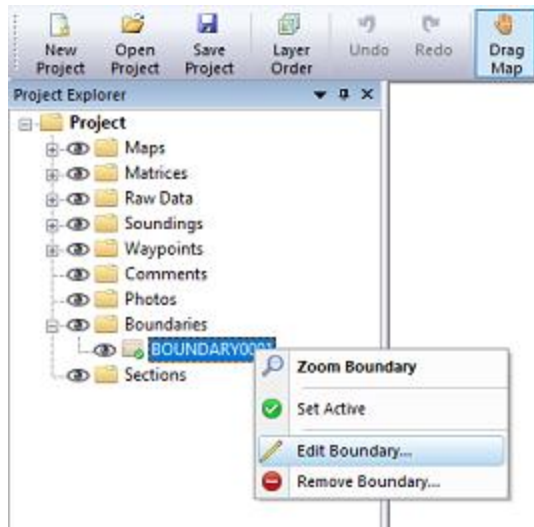 New Project
Open Project
Save Project
Layer Order
Undo
Redo
Drag Map
Project Explorer
Project
Maps
Matrices
Raw Data
Soundings
Waypoints
Comments
Photos
Boundaries
BOUNDARY0001
Zoom Boundary
Set Active
Edit Boundary...
Remove Boundary...
Sections